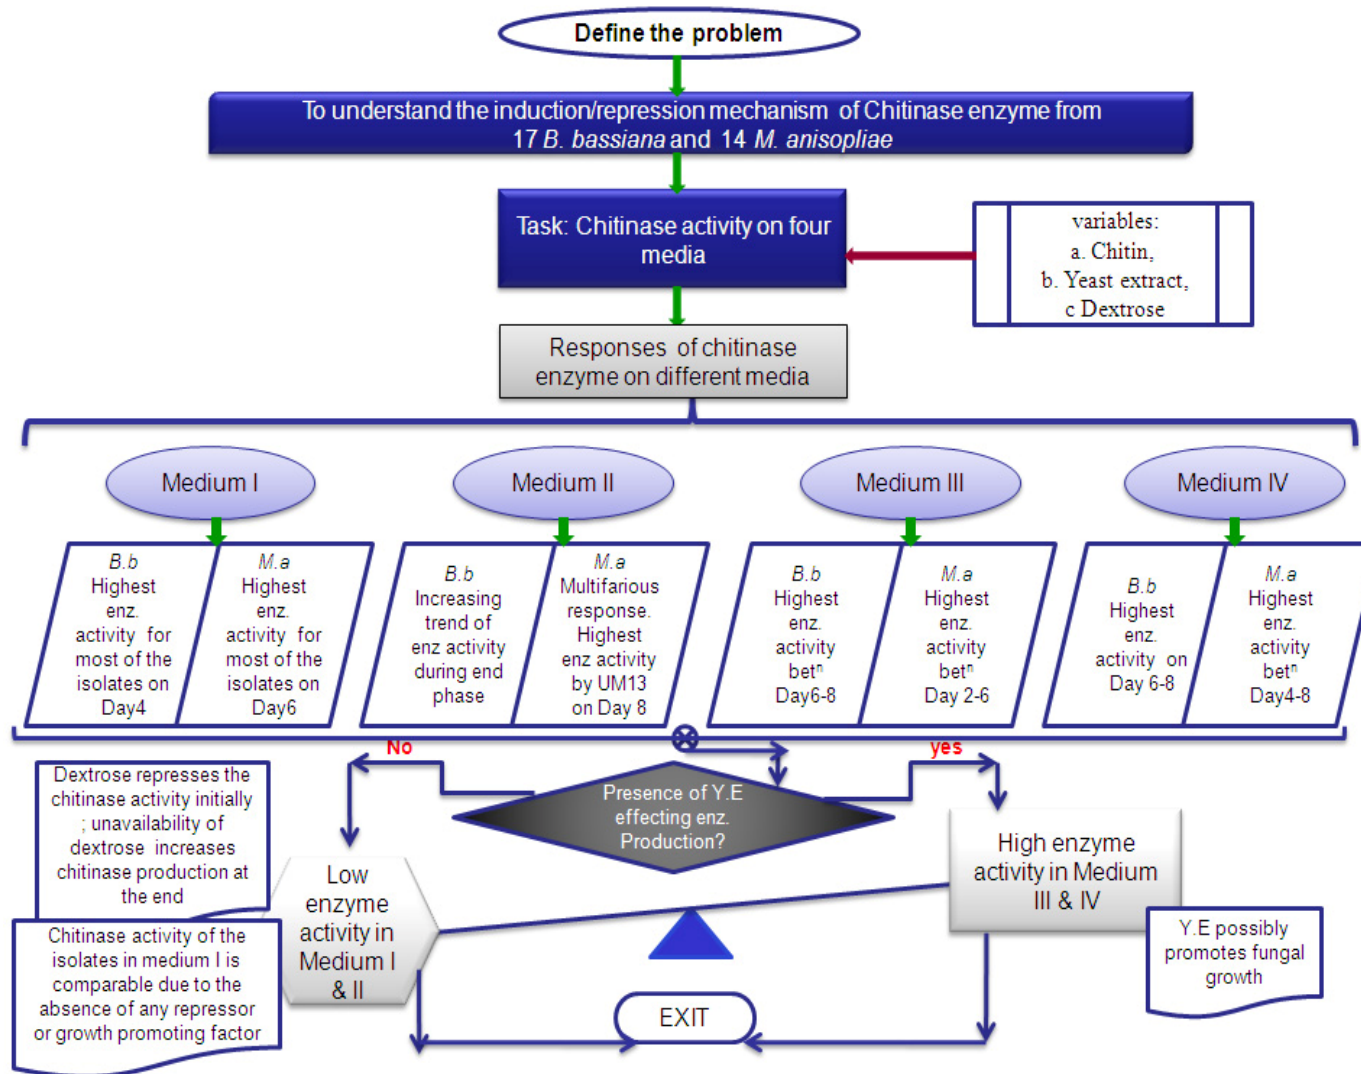 Define the problem
To understand the induction/repression mechanism of Chitinase enzyme from
17 B. bassiana and 14 M. anisopliae
Task: Chitinase activity on four
media
variables:
a. Chitin,
b. Yeast extract,
c Dextrose
Responses of chitinase
enzyme on different media
Medium I
Medium II
Medium III
Medium IV
B.b
Highest
enz.
activity for
most of the
isolates on
Day4
M.a
Highest
enz.
activity for
most of the
isolates on
Day6
B.b
Increasing
trend of
enz activity
during end
phase
M.a
Multifarious
response.
Highest
enz activity
by UM13
on Day 8
B.b
Highest
enz.
activity
betⁿ
Day6-8
M.a
Highest
enz.
activity
betⁿ
Day 2-6
B.b
Highest
enz.
activity on
Day 6-8
M.a
Highest
enz.
activity
betⁿ
Day4-8
No
yes
Presence of Y.E
effecting enz.
Production?
Dextrose represses the
chitinase activity initially
; unavailability of
dextrose increases
chitinase production at
the end
Chitinase activity of the
isolates in medium I is
comparable due to the
absence of any repressor
or growth promoting factor
Low
enzyme
activity in
Medium I
& II
High enzyme
activity in Medium
III & IV
Y.E possibly
promotes fungal
growth
EXIT